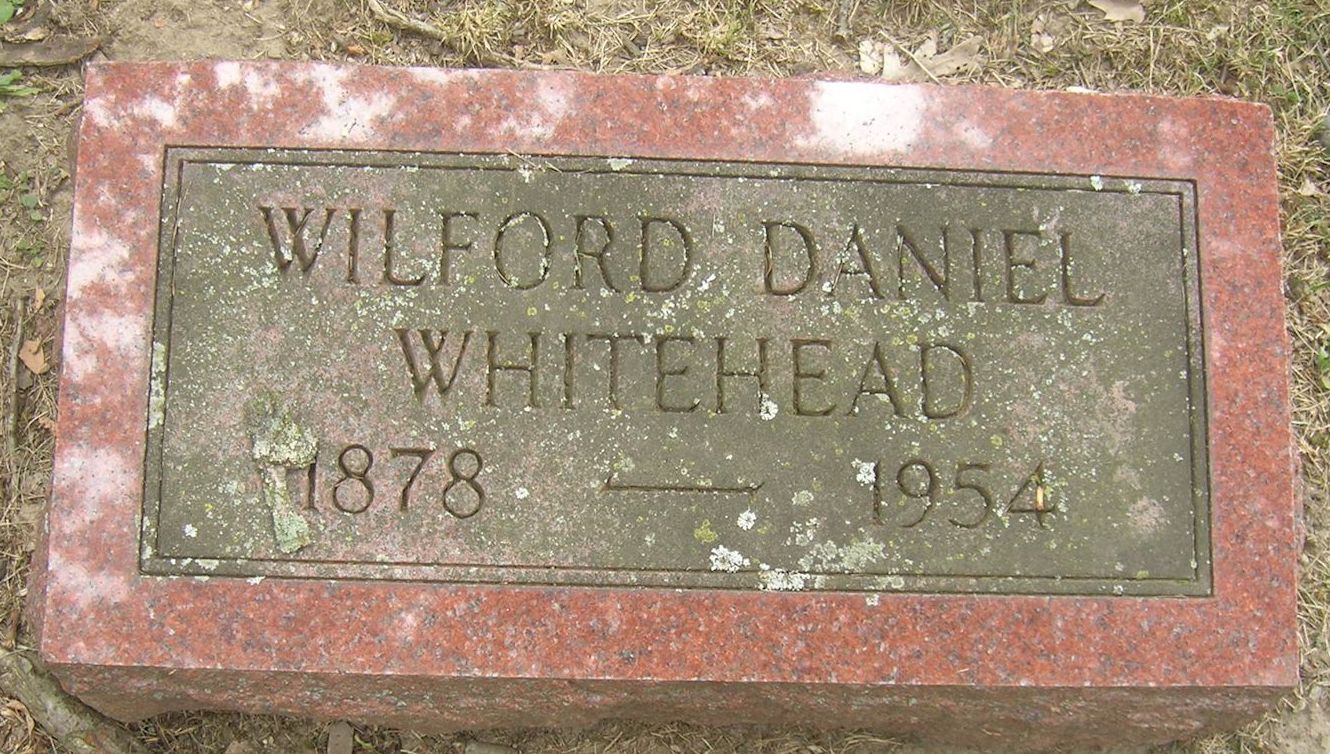 WILFORD DANIEL
WHITEHEAD
1878 — 1954